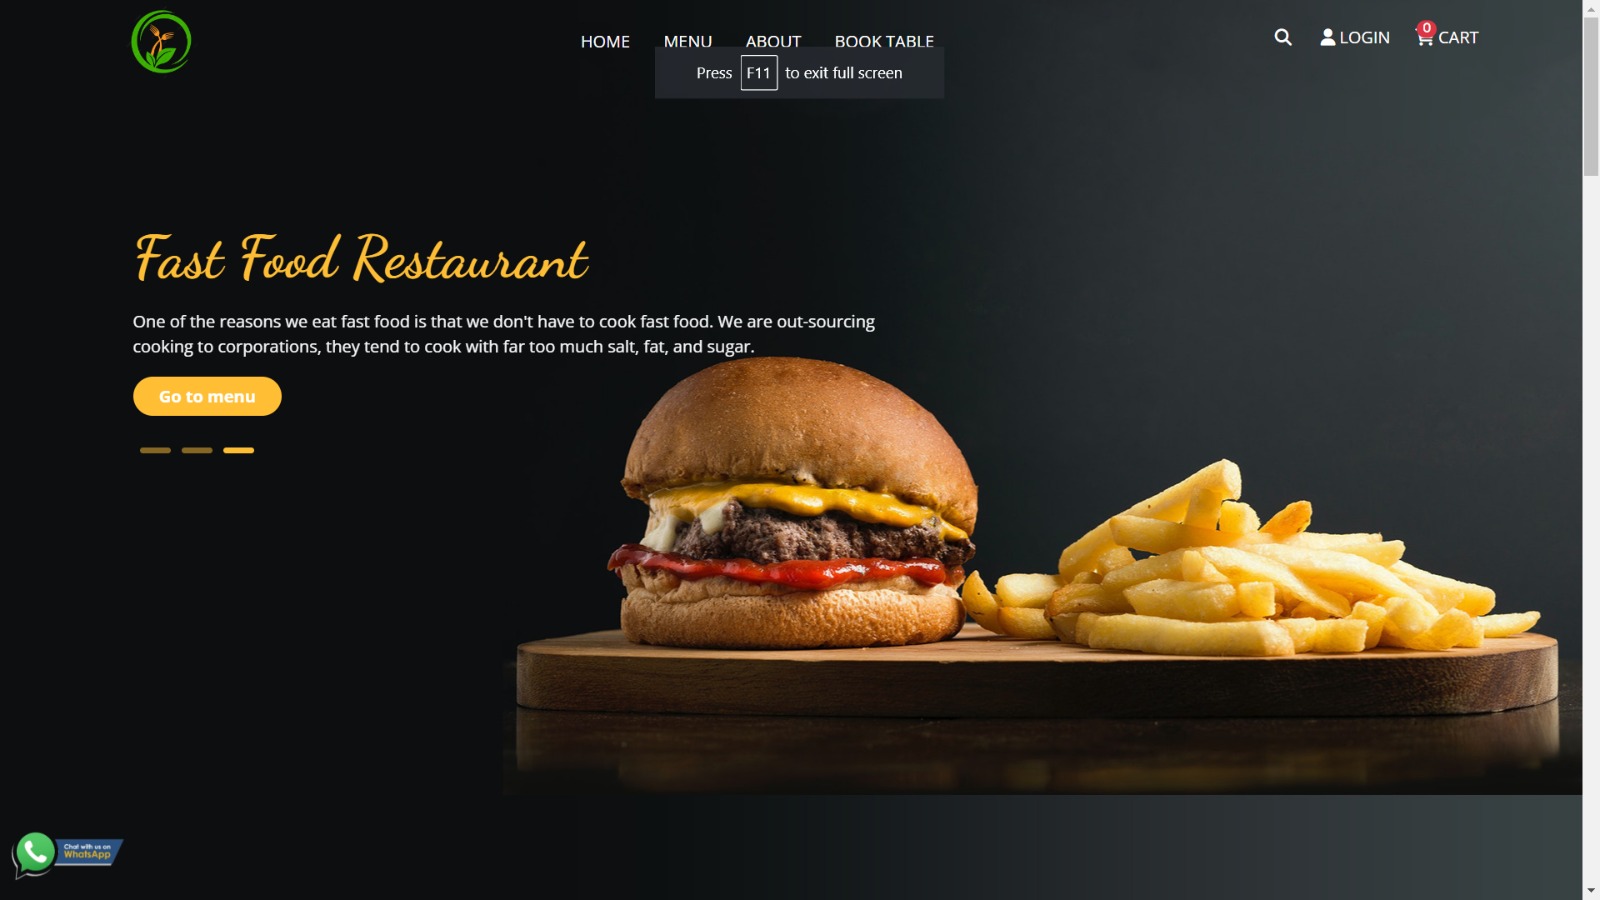 HOME MENU ABOUT BOOK TABLE LOGIN 0 CART
Press F11 to exit full screen
Fast Food Restaurant
One of the reasons we eat fast food is that we don't have to cook fast food. We are out-sourcing
cooking to corporations, they tend to cook with far too much salt, fat, and sugar.
Go to menu
Chat with us on
WhatsApp